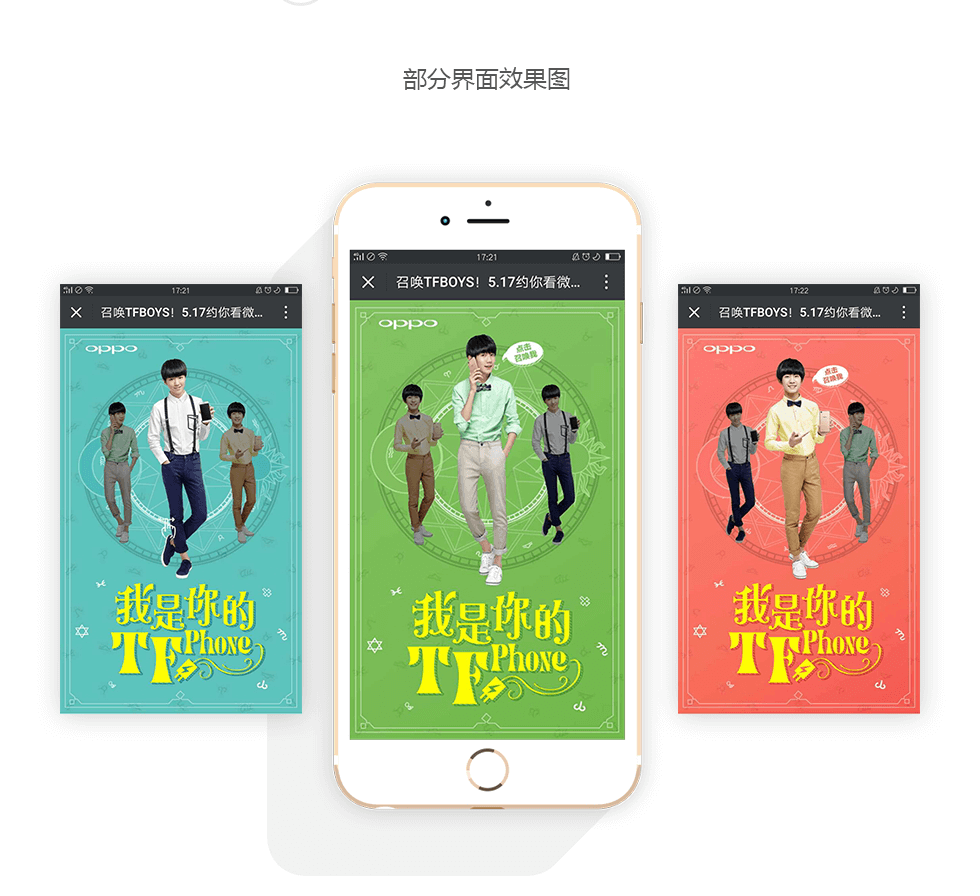 部分界面效果图
17:21
召唤TFBOYS！5.17约你看微...
oppo
我是你的
TF Phone
17:21
召唤TFBOYS！5.17约你看微...
oppo
点击
召唤我
我是你的
TF Phone
17:22
召唤TFBOYS！5.17约你看微...
oppo
点击
召唤我
我是你的
TF Phone